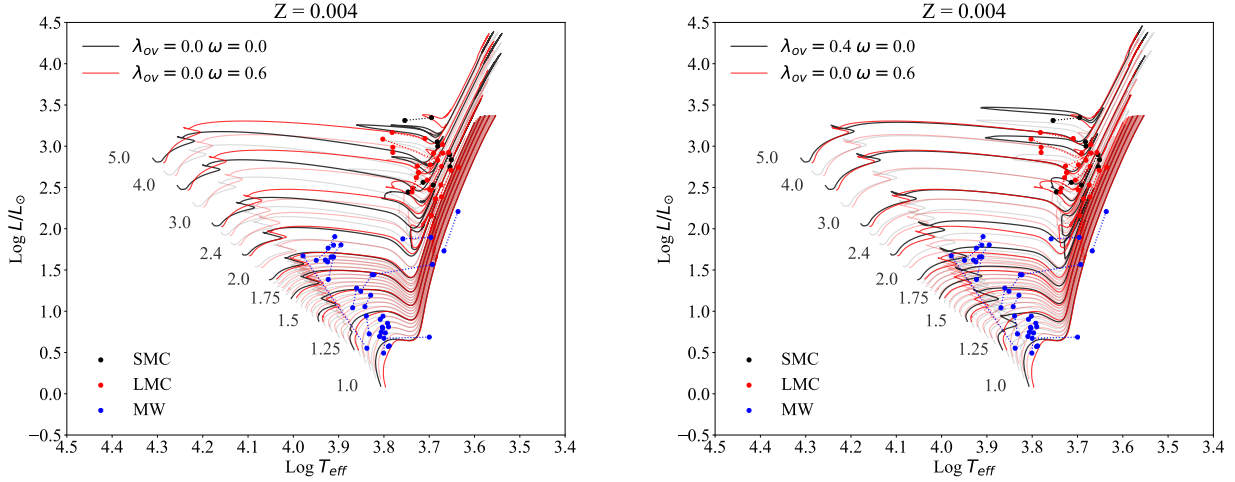 Z = 0.004
4.5
4.0
3.5
3.0
2.5
2.0
1.5
1.0
0.5
0.0
−0.5
Log L/L⊙
λov = 0.0 ω = 0.0
λov = 0.0 ω = 0.6
5.0
4.0
3.0
2.4
2.0
1.75
1.5
1.25
1.0
SMC
LMC
MW
4.5 4.4 4.3 4.2 4.1 4.0 3.9 3.8 3.7 3.6 3.5 3.4
Log Teff
Z = 0.004
4.5
4.0
3.5
3.0
2.5
2.0
1.5
1.0
0.5
0.0
−0.5
Log L/L⊙
λov = 0.4 ω = 0.0
λov = 0.0 ω = 0.6
5.0
4.0
3.0
2.4
2.0
1.75
1.5
1.25
1.0
SMC
LMC
MW
4.5 4.4 4.3 4.2 4.1 4.0 3.9 3.8 3.7 3.6 3.5 3.4
Log Teff